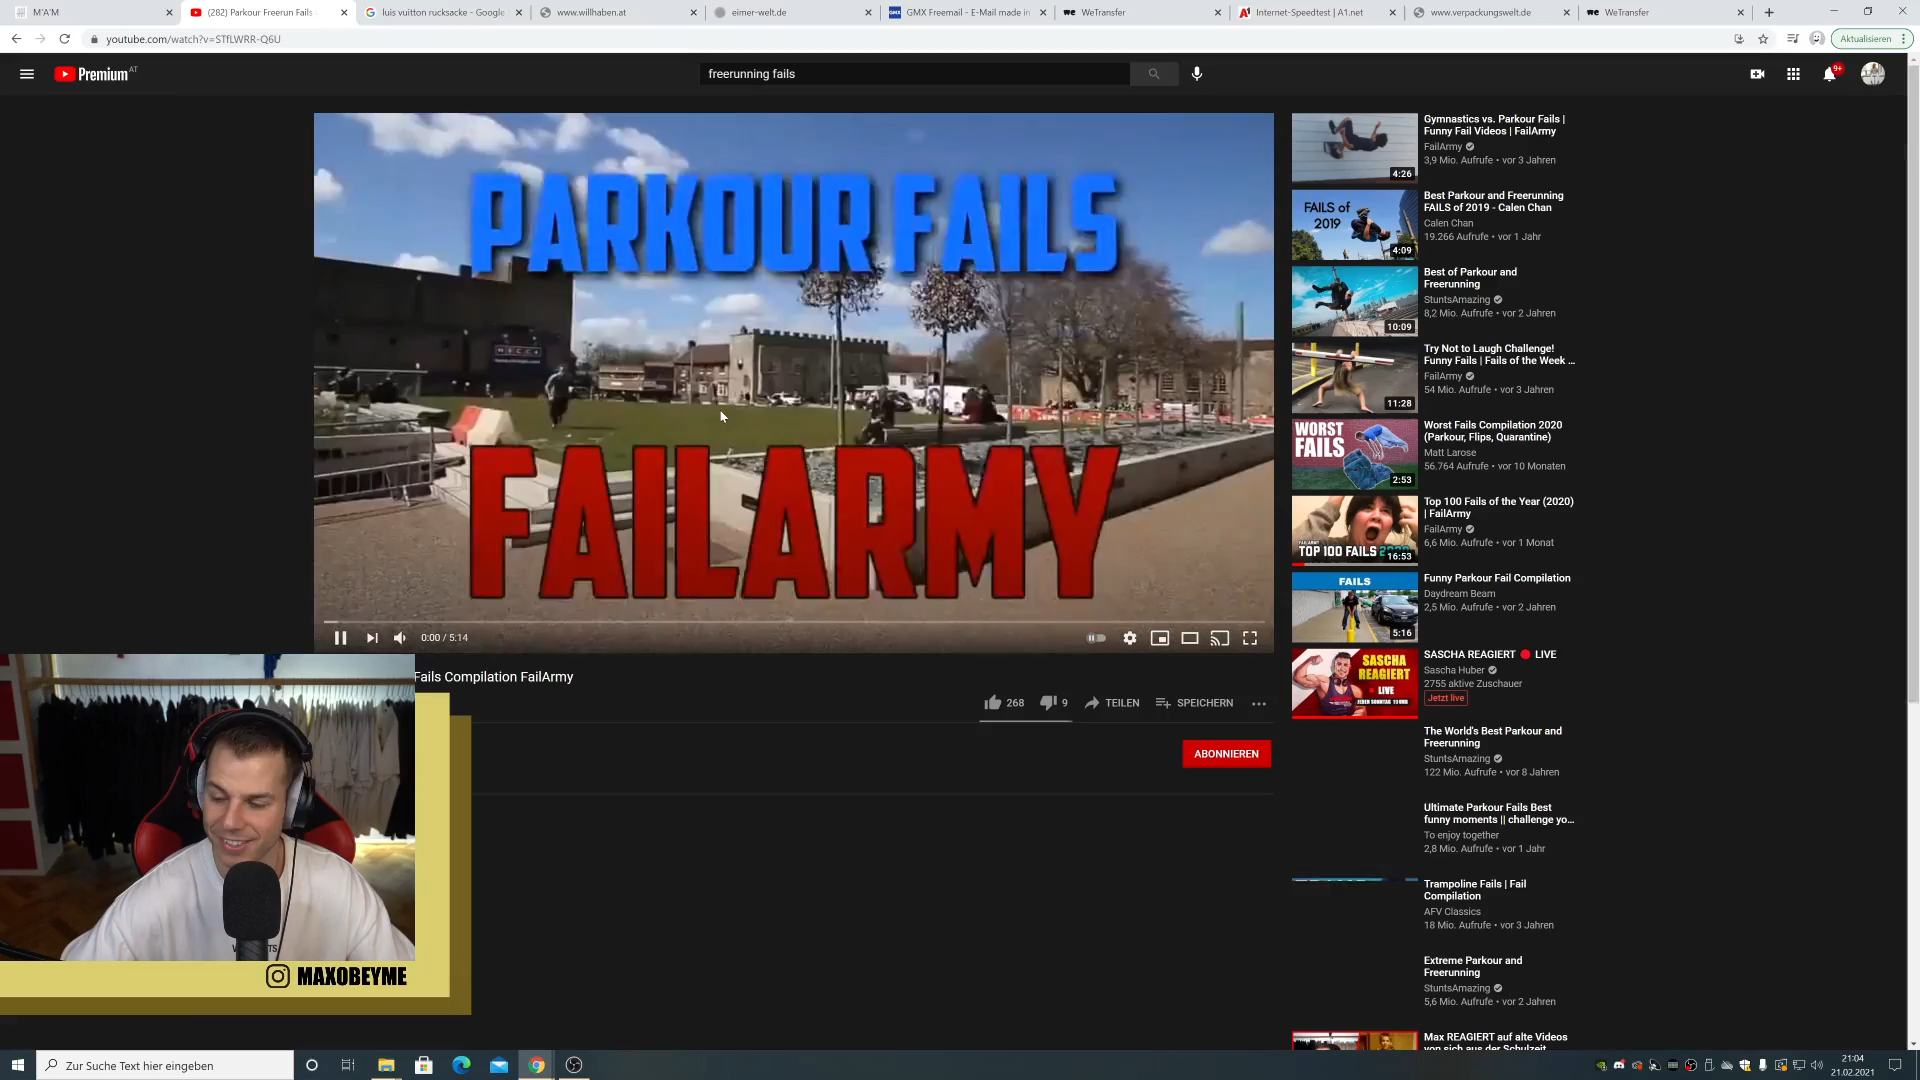 M'A'M
(282) Parkour Freerun Fails
luis vuitton rucksacke - Google
www.willhaben.at
eimer-welt.de
GMX Freemail - E-Mail made in
WeTransfer
Internet-Speedtest | A1.net
www.verpackungswelt.de
WeTransfer
youtube.com/watch?v=STfLWRR-Q6U
Aktualisieren
Premium AT
freerunning fails
9+
PARKOUR FAILS
FAILARMY
MECCA
0:00 / 5:14
Fails Compilation FailArmy
268
9
TEILEN
SPEICHERN
ABONNIEREN
4:26
Gymnastics vs. Parkour Fails |
Funny Fail Videos | FailArmy
FailArmy
3,9 Mio. Aufrufe • vor 3 Jahren
FAILS of
2019
4:09
Best Parkour and Freerunning
FAILS of 2019 - Calen Chan
Calen Chan
19.266 Aufrufe • vor 1 Jahr
10:09
Best of Parkour and
Freerunning
StuntsAmazing
8,2 Mio. Aufrufe • vor 2 Jahren
11:28
Try Not to Laugh Challenge!
Funny Fails | Fails of the Week ...
FailArmy
54 Mio. Aufrufe • vor 3 Jahren
WORST
FAILS
2:53
Worst Fails Compilation 2020
(Parkour, Flips, Quarantine)
Matt Larose
56.764 Aufrufe • vor 10 Monaten
TOP 100 FAILS
16:53
Top 100 Fails of the Year (2020)
| FailArmy
FailArmy
6,6 Mio. Aufrufe • vor 1 Monat
FAILS
5:16
Funny Parkour Fail Compilation
Daydream Beam
2,5 Mio. Aufrufe • vor 2 Jahren
SASCHA
REAGIERT
LIVE
JEDEN SONNTAG 19 UHR
SASCHA REAGIERT 🔴 LIVE
Sascha Huber
2755 aktive Zuschauer
Jetzt live
The World's Best Parkour and
Freerunning
StuntsAmazing
122 Mio. Aufrufe • vor 8 Jahren
Ultimate Parkour Fails Best
funny moments || challenge yo...
To enjoy together
2,8 Mio. Aufrufe • vor 1 Jahr
Trampoline Fails | Fail
Compilation
AFV Classics
18 Mio. Aufrufe • vor 3 Jahren
Extreme Parkour and
Freerunning
StuntsAmazing
5,6 Mio. Aufrufe • vor 2 Jahren
Max REAGIERT auf alte Videos
von sich aus der Schulzeit
MAXOBEYME
Zur Suche Text hier eingeben
21:04
21.02.2021